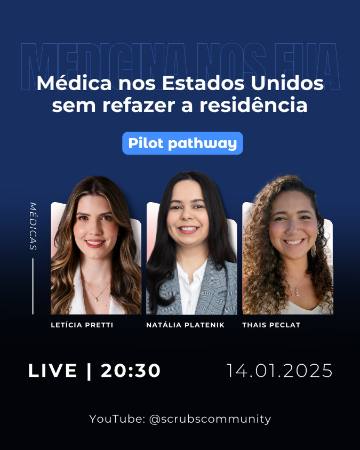 MEDICINA NOS EUA
Médica nos Estados Unidos
sem refazer a residência
Pilot pathway
MÉDICAS
LETÍCIA PRETTI
NATÁLIA PLATENIK
THAIS PECLAT
LIVE | 20:30
14.01.2025
YouTube: @scrubscommunity